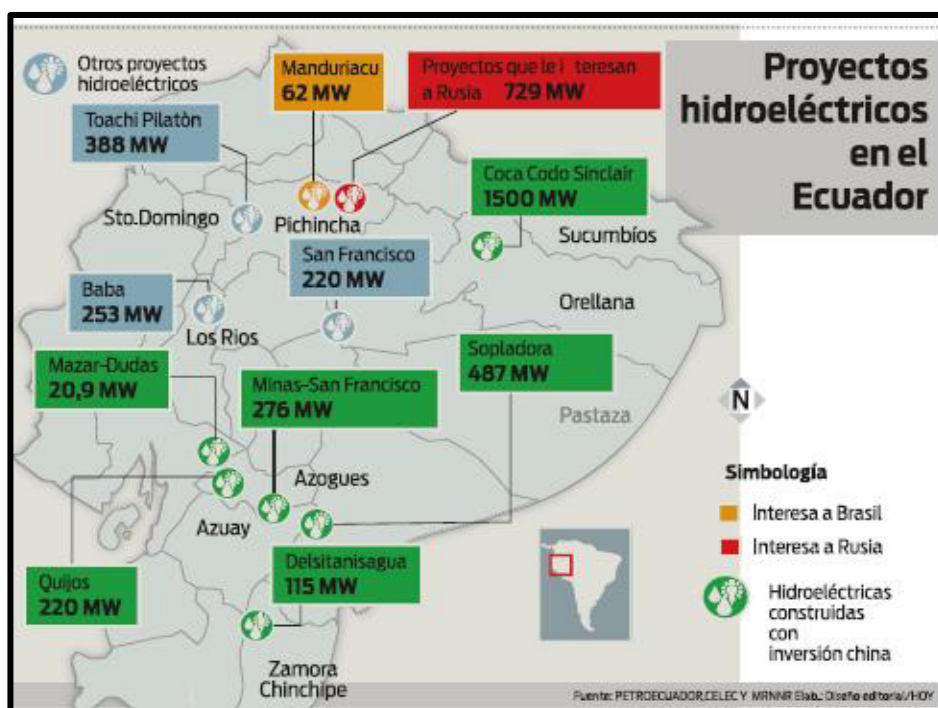 Proyectos
hidroeléctricos
en el
Ecuador
Otros proyectos
hidroeléctricos
Manduriacu
62 MW
Proyectos que le i teresan
a Rusia 729 MW
Toachi Pilatòn
388 MW
Coca Codo Sinclair
1500 MW
Sto.Domingo
Pichincha
Sucumbíos
San Francisco
220 MW
Baba
253 MW
Orellana
Los Rios
Mazar-Dudas
20,9 MW
Minas-San Francisco
276 MW
Sopladora
487 MW
Pastaza
N
Azogues
Azuay
Quijos
220 MW
Delsitanisagua
115 MW
Zamora
Chinchipe
Simbología
Interesa a Brasil
Interesa a Rusia
Hidroeléctricas
construidas
con
inversión china
Fuente: PETROECUADOR,CELEC Y MRNNR Elab.: Diseño editorial/HOY